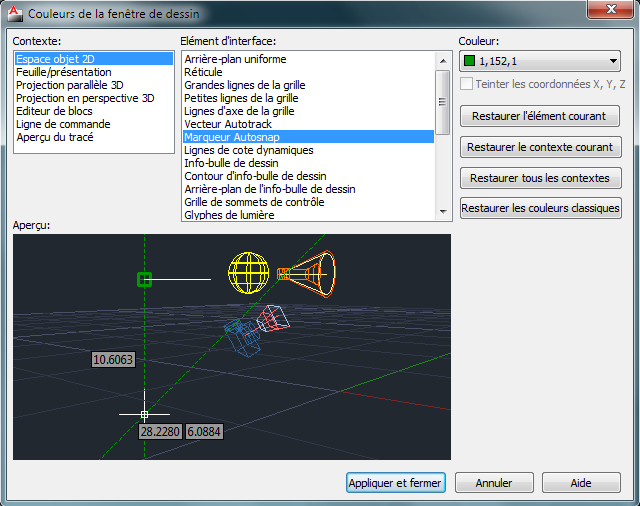 Couleurs de la fenêtre de dessin
Contexte:
Espace objet 2D
Feuille/présentation
Projection parallèle 3D
Projection en perspective 3D
Editeur de blocs
Ligne de commande
Aperçu du tracé
Elément d'interface:
Arrière-plan uniforme
Réticule
Grandes lignes de la grille
Petites lignes de la grille
Lignes d'axe de la grille
Vecteur Autotrack
Marqueur Autosnap
Lignes de cote dynamiques
Info-bulle de dessin
Contour d'info-bulle de dessin
Arrière-plan de l'info-bulle de dessin
Grille de sommets de contrôle
Glyphes de lumière
Couleur:
1,152,1
Teinter les coordonnées X, Y, Z
Restaurer l'élément courant
Restaurer le contexte courant
Restaurer tous les contextes
Restaurer les couleurs classiques
Aperçu:
10.6063
28.2280 6.0884
Appliquer et fermer
Annuler
Aide